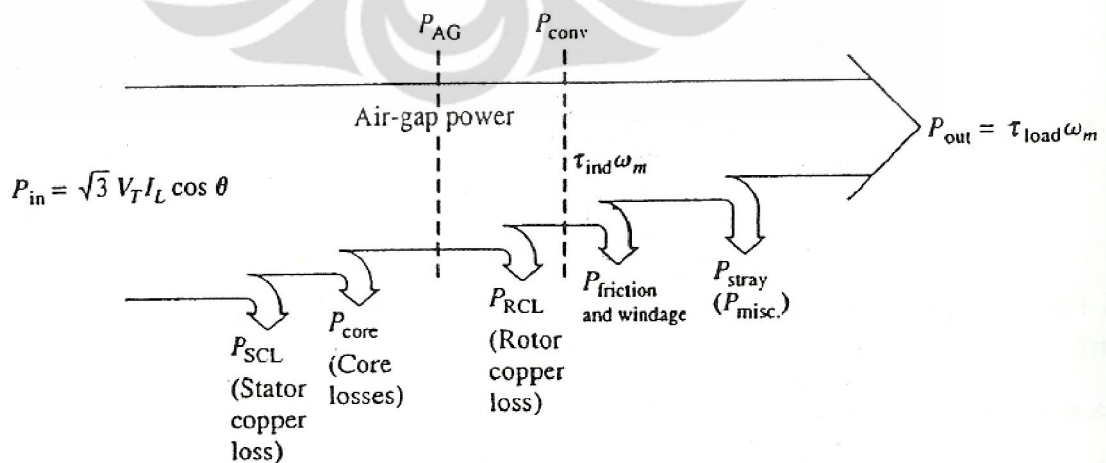 P_AG
P_conv
Air-gap power
P_out = τ_load ω_m
τ_ind ω_m
P_in = √3 V_T I_L cos θ
P_SCL
(Stator
copper
loss)
P_core
(Core
losses)
P_RCL
(Rotor
copper
loss)
P_friction
and windage
P_stray
(P_misc.)